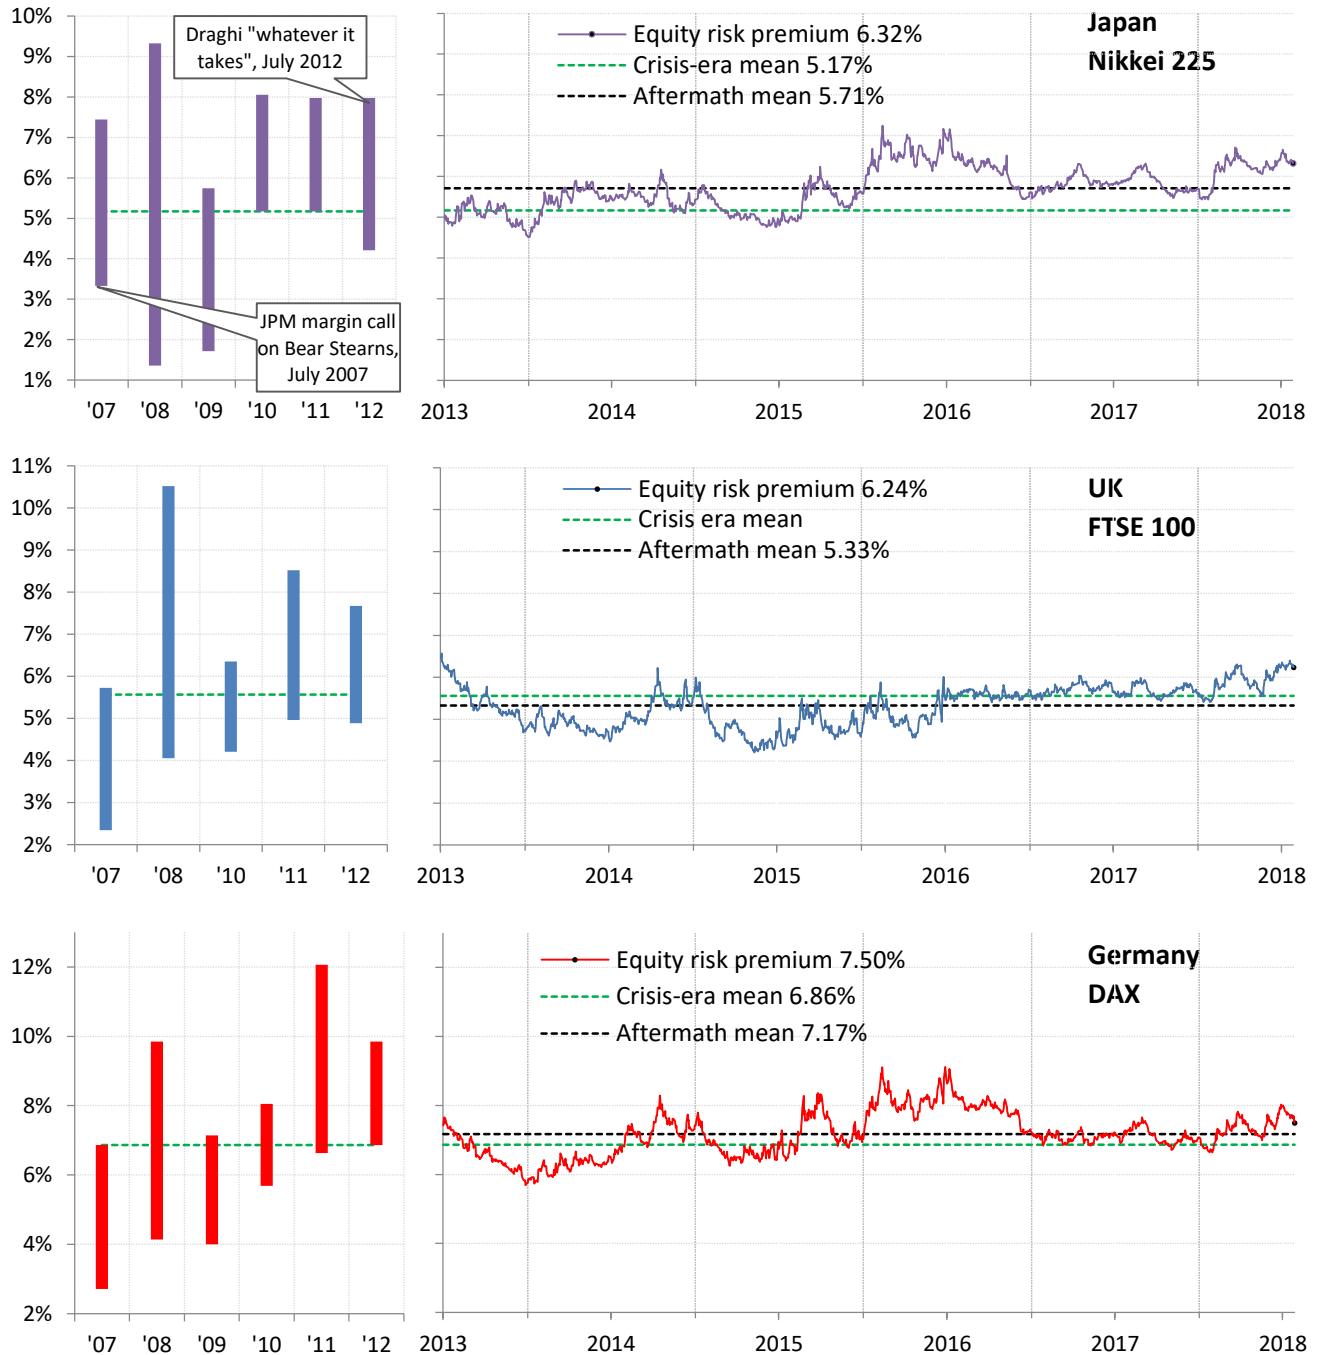 10%
9%
8%
7%
6%
5%
4%
3%
2%
1%
Draghi "whatever it
takes", July 2012
JPM margin call
on Bear Stearns,
July 2007
'07 '08 '09 '10 '11 '12
Equity risk premium 6.32%
Crisis-era mean 5.17%
Aftermath mean 5.71%
Japan
Nikkei 225
2013 2014 2015 2016 2017 2018
11%
10%
9%
8%
7%
6%
5%
4%
3%
2%
'07 '08 '10 '11 '12
Equity risk premium 6.24%
Crisis era mean
Aftermath mean 5.33%
UK
FTSE 100
2013 2014 2015 2016 2017 2018
12%
10%
8%
6%
4%
2%
'07 '08 '09 '10 '11 '12
Equity risk premium 7.50%
Crisis-era mean 6.86%
Aftermath mean 7.17%
Germany
DAX
2013 2014 2015 2016 2017 2018